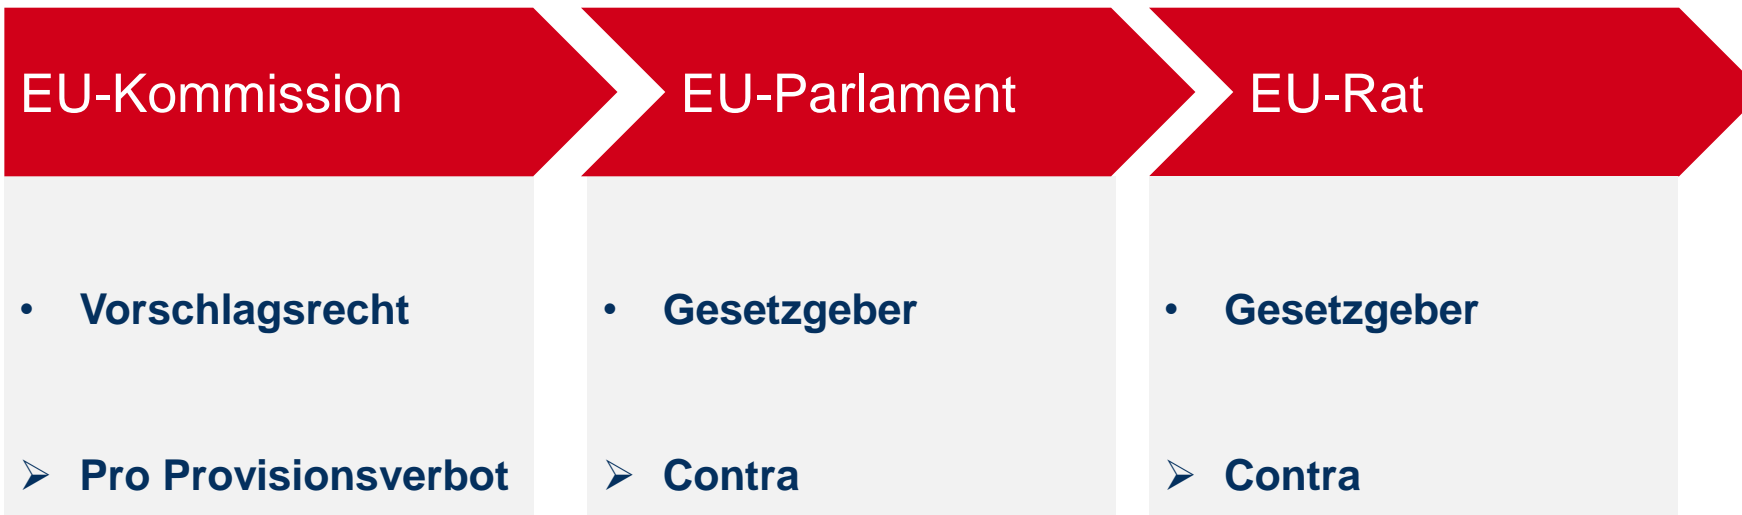 EU-Kommission
EU-Parlament
EU-Rat
• Vorschlagsrecht
• Gesetzgeber
• Gesetzgeber
➢ Pro Provisionsverbot
➢ Contra
➢ Contra